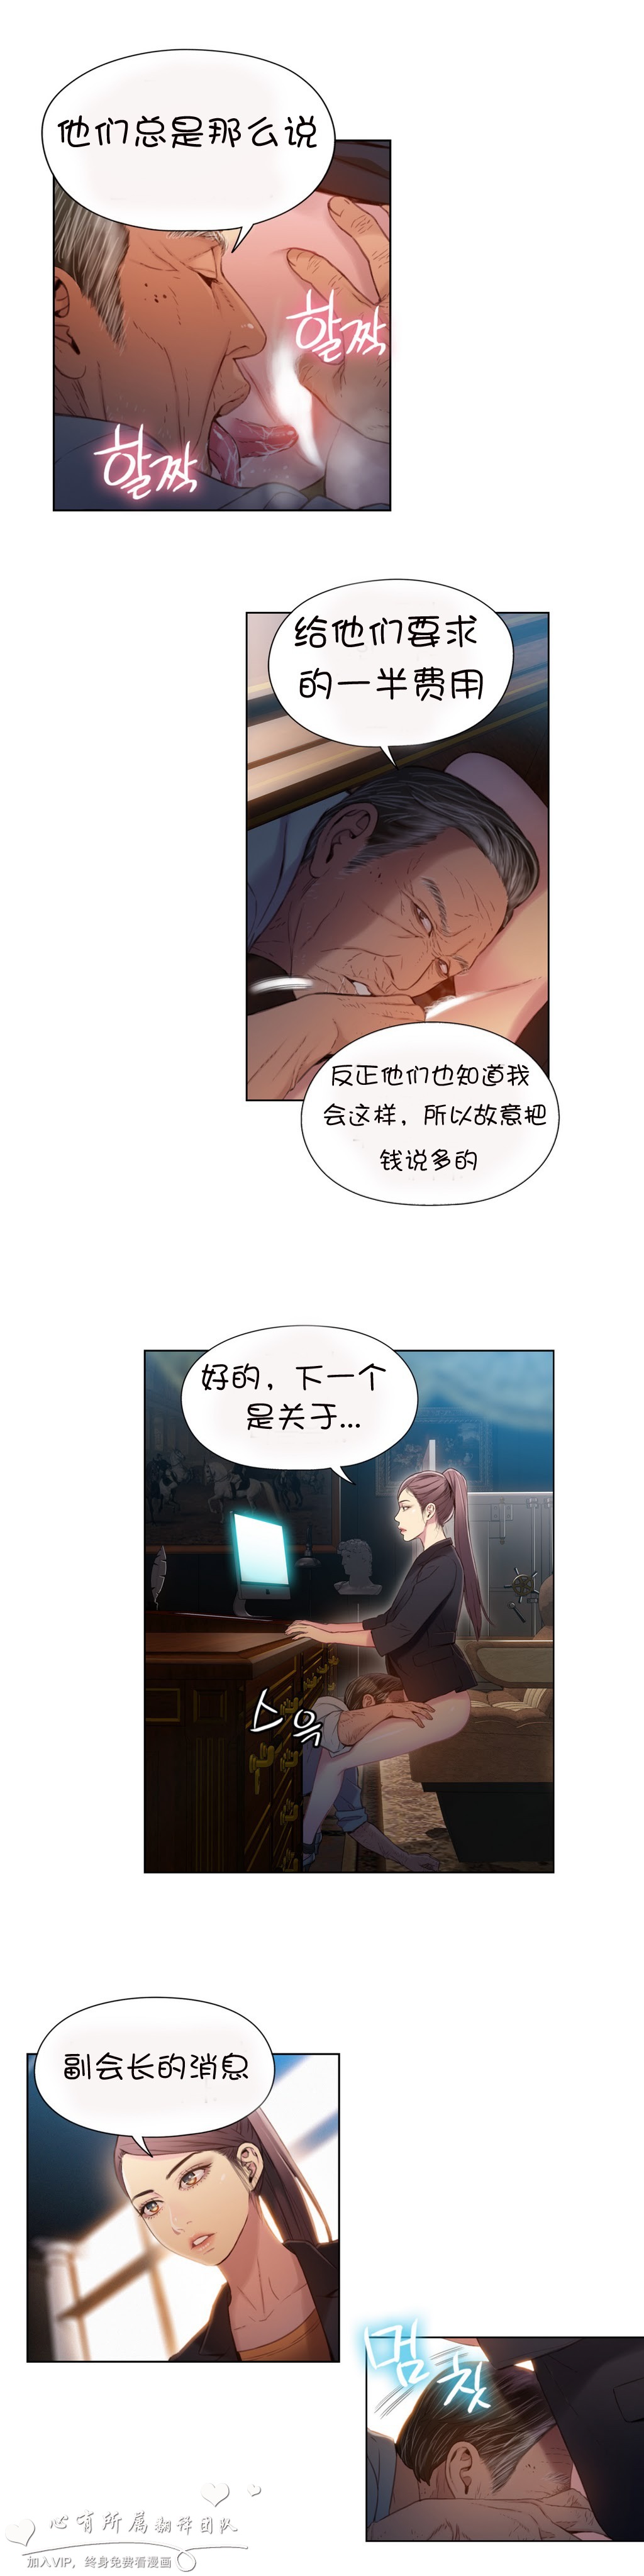 他们总是那么说
할짝
할짝
给他们要求
的一半费用
反正他们也知道我
会这样，所以故意把
钱说多的
好的，下一个
是关于...
스윽
副会长的消息
멈칫
心有所属翻译团队
加入VIP，终身免费看漫画